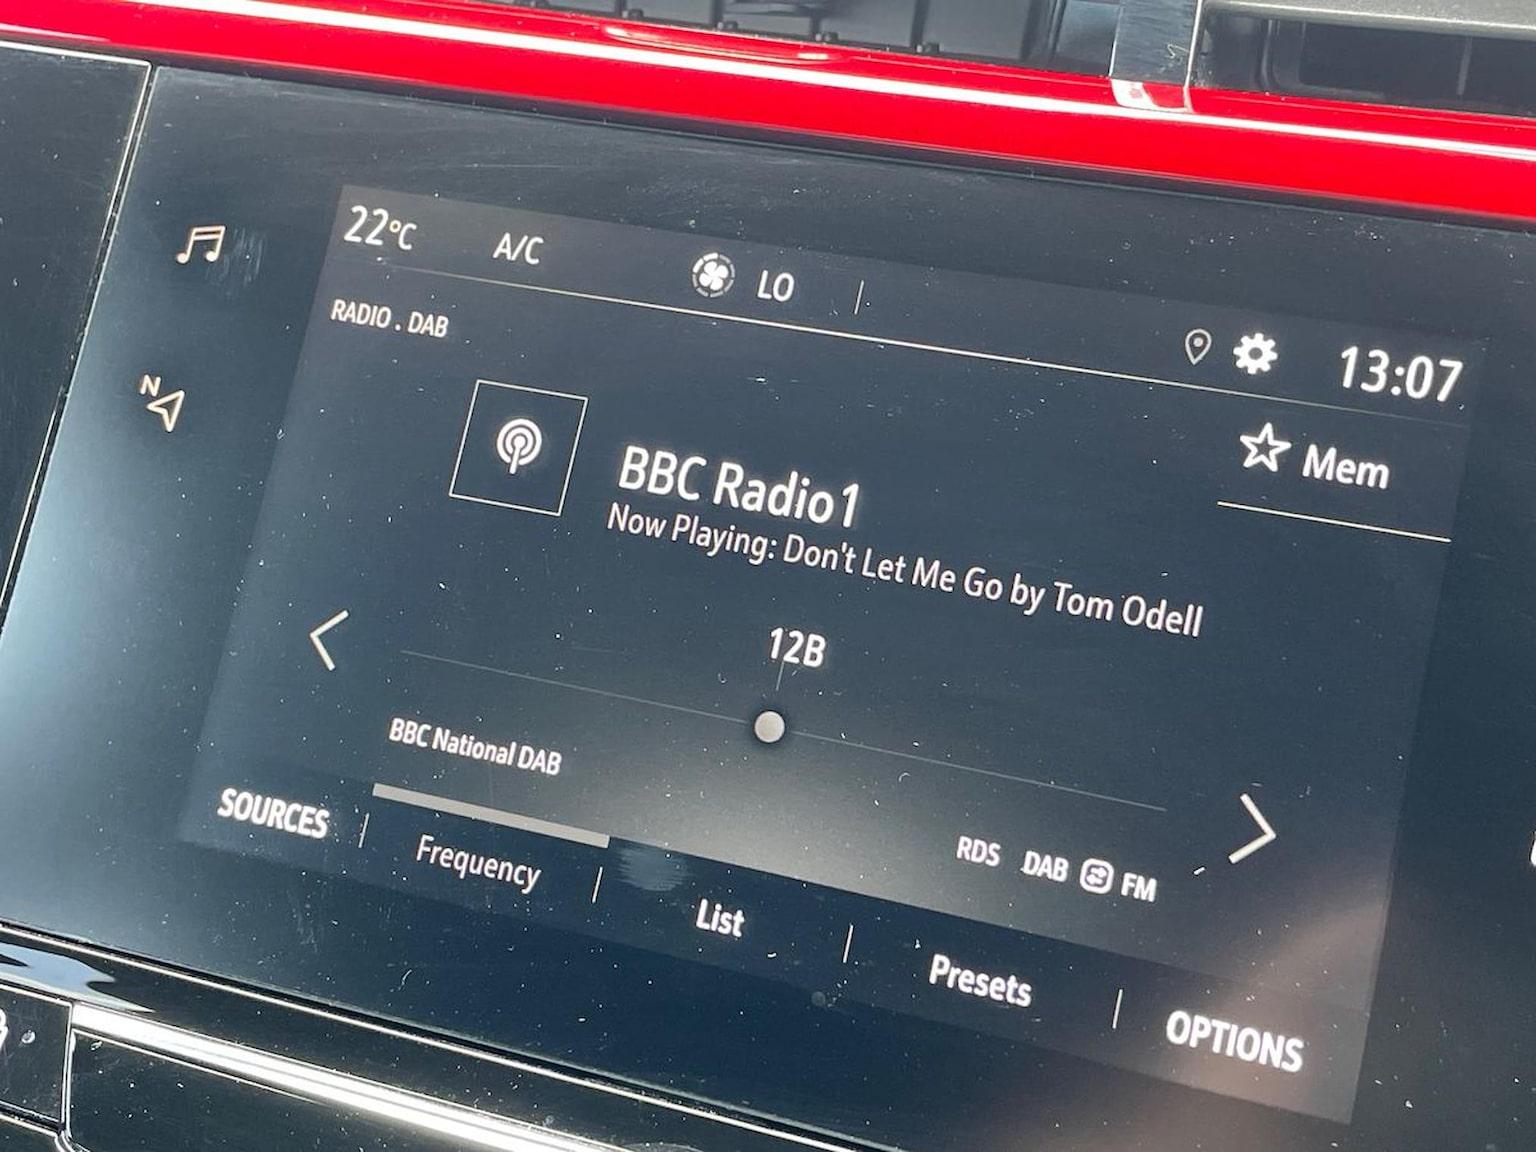 22°C A/C LO
13:07
RADIO . DAB
N
Mem
BBC Radio1
Now Playing: Don't Let Me Go by Tom Odell
12B
BBC National DAB
RDS DAB FM
SOURCES
Frequency
List
Presets
OPTIONS